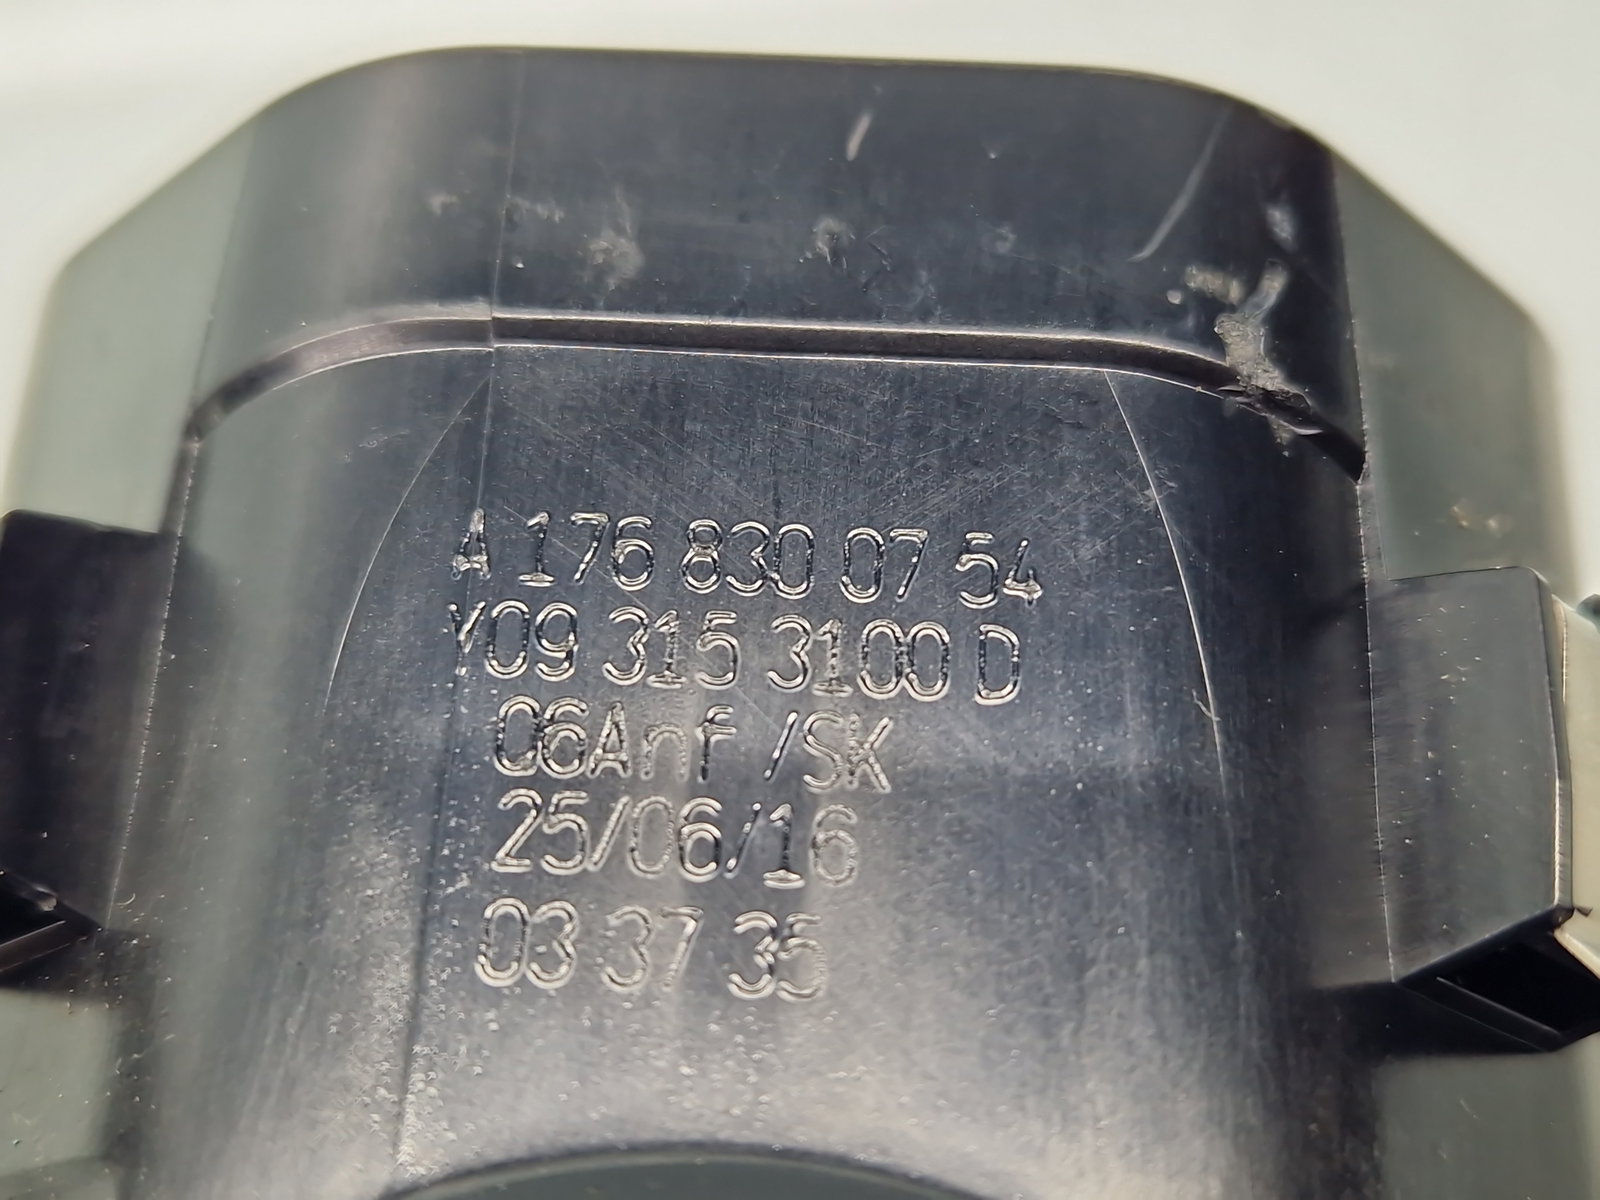 A 176 830 07 54
Y09 315 3100 D
06Anf /SK
25/06/16
03 37 35